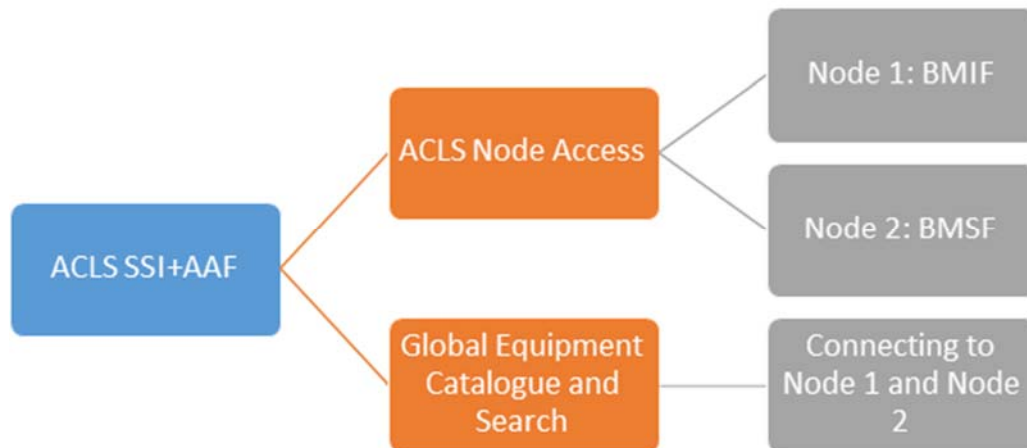 ACLS SSI+AAF
ACLS Node Access
Node 1: BMIF
Node 2: BMSF
Global Equipment
Catalogue and
Search
Connecting to
Node 1 and Node
2